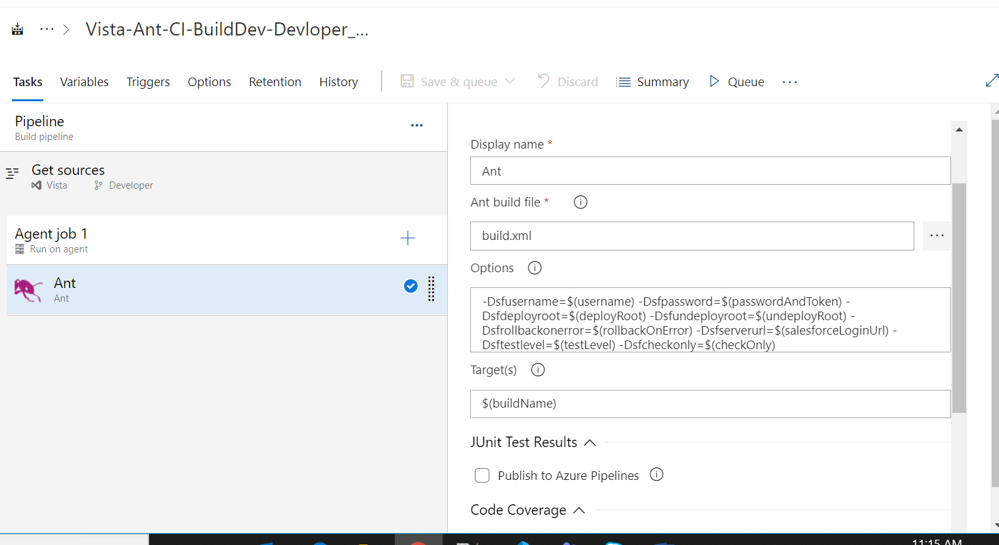 Vista-Ant-CI-BuildDev-Devloper_...
Tasks Variables Triggers Options Retention History Save & queue Discard Summary Queue
Pipeline
Build pipeline
Get sources
Vista Developer
Agent job 1
Run on agent
Ant
Ant
Display name *
Ant
Ant build file *
build.xml
Options
-Dsfusername=$(username) -Dsfpassword=$(passwordAndToken) -
Dsfdeployroot=$(deployRoot) -Dsfundeployroot=$(undeployRoot) -
Dsfrollbackonerror=$(rollbackOnError) -Dsfserverurl=$(salesforceLoginUrl) -
Dsftestlevel=$(testLevel) -Dsfcheckonly=$(checkOnly)
Target(s)
$(buildName)
JUnit Test Results
Publish to Azure Pipelines
Code Coverage
11:15 AM